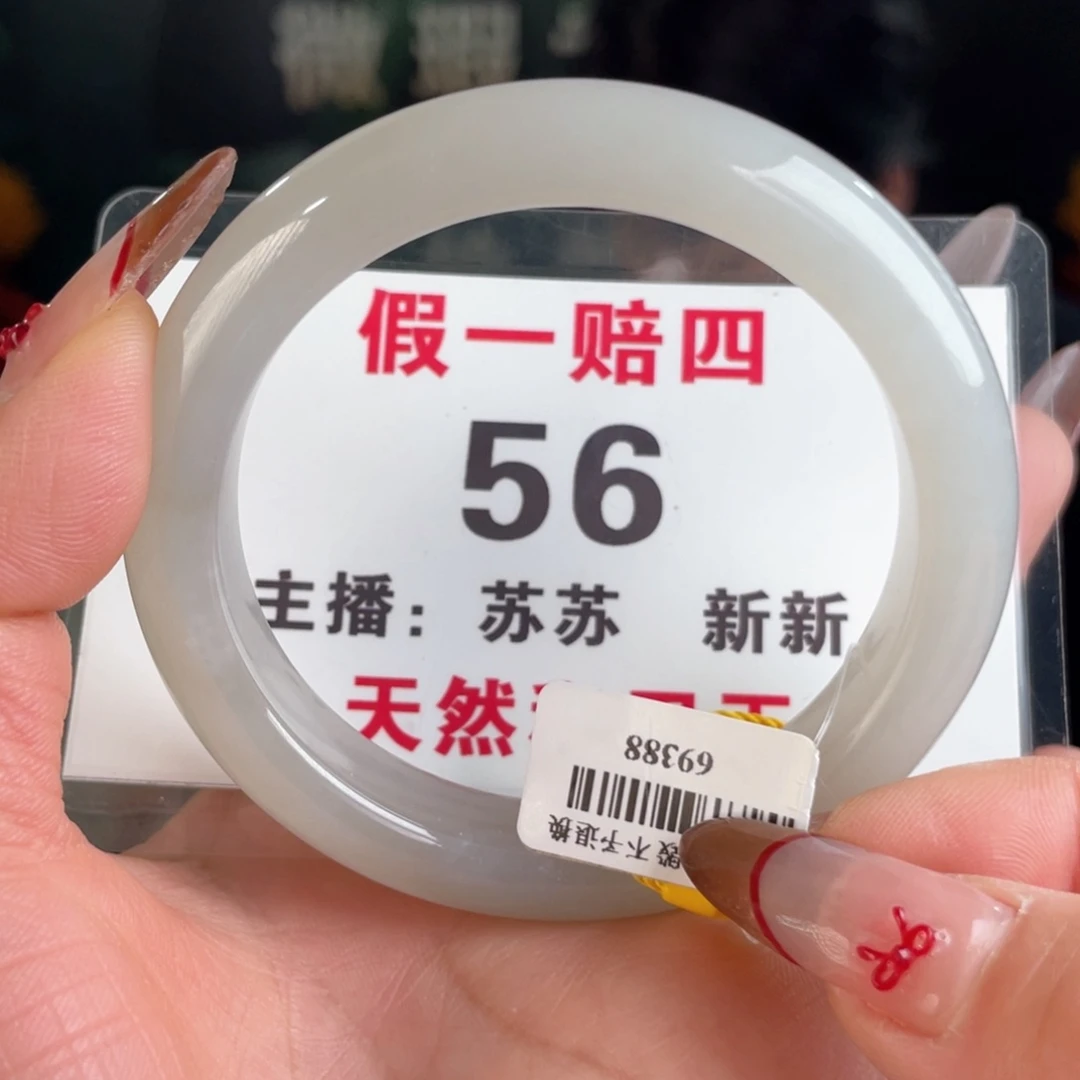 假一赔四
56
主播： 苏苏 新新
天然
69388
不予退换